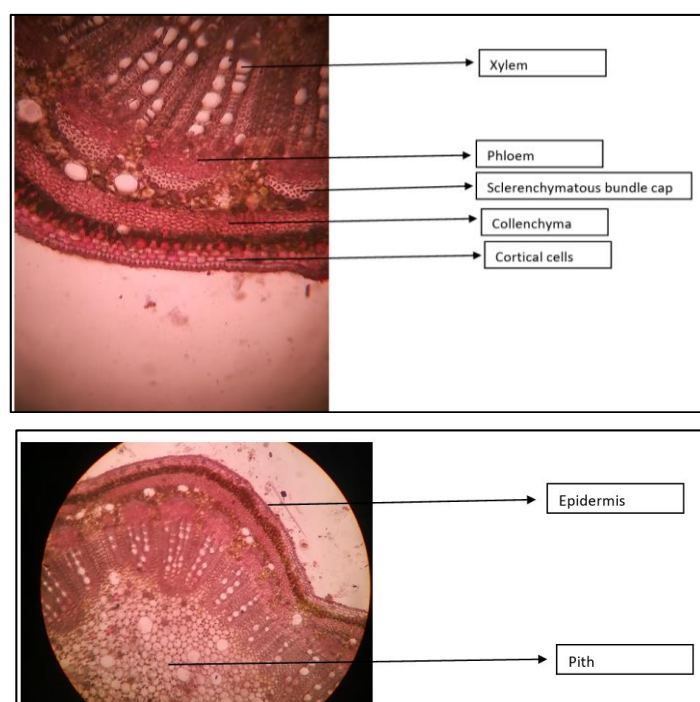 Xylem
Phloem
Sclerenchymatous bundle cap
Collenchyma
Cortical cells
Epidermis
Pith